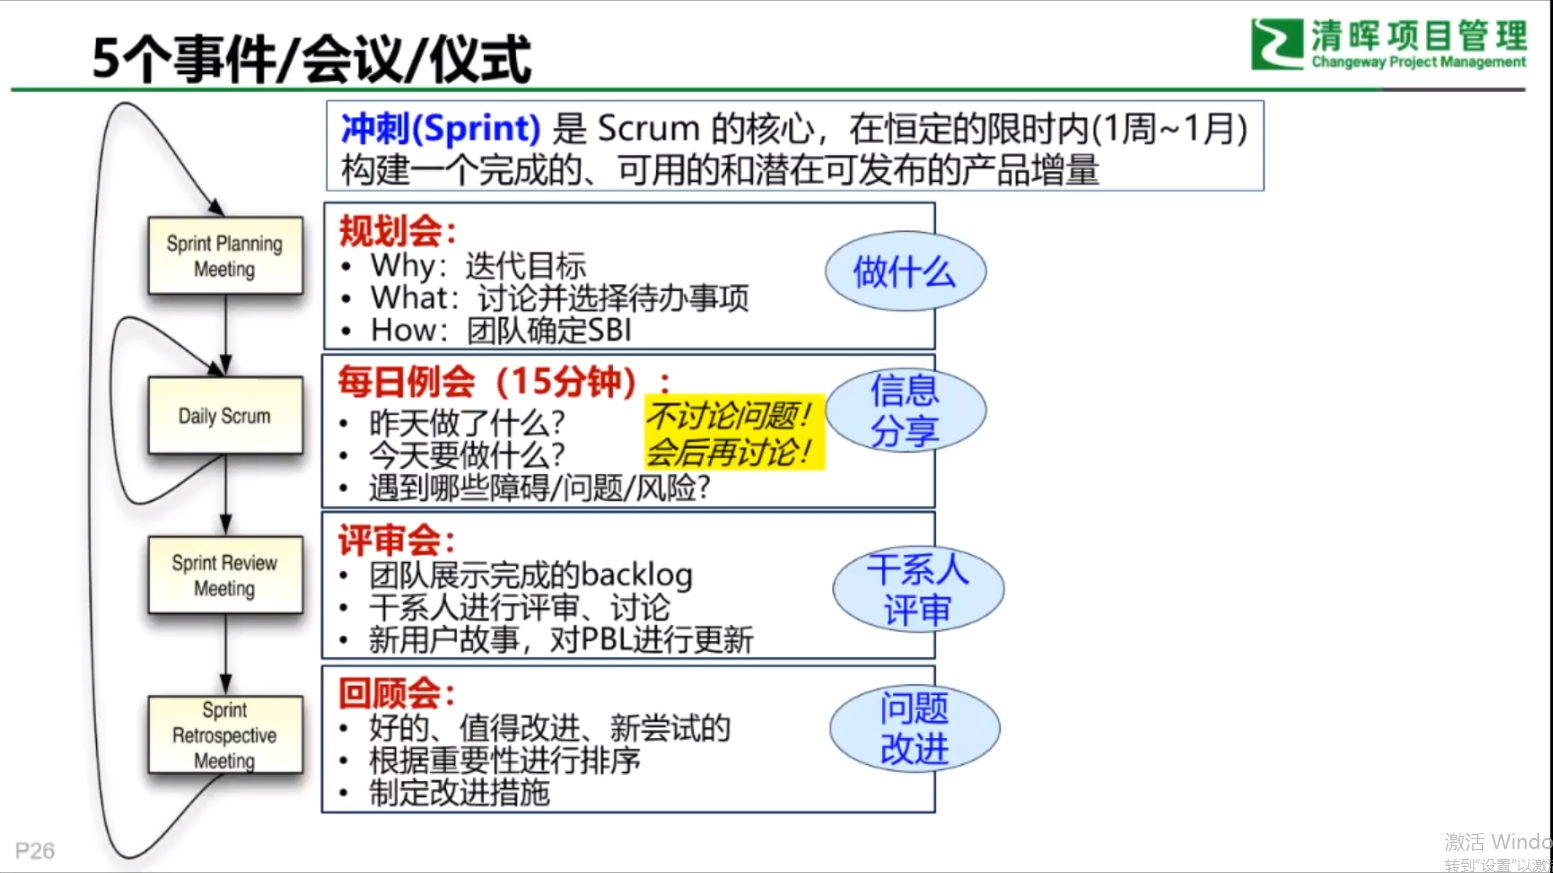 5个事件/会议/仪式
清晖项目管理
Changeway Project Management
冲刺(Sprint) 是 Scrum 的核心，在恒定的限时内(1周~1月)
构建一个完成的、可用的和潜在可发布的产品增量
Sprint Planning
Meeting
规划会：
• Why：迭代目标
• What：讨论并选择待办事项
• How：团队确定SBI
做什么
Daily Scrum
每日例会（15分钟）：
• 昨天做了什么?
• 今天要做什么?
• 遇到哪些障碍/问题/风险?
不讨论问题！
会后再讨论！
信息
分享
Sprint Review
Meeting
评审会：
• 团队展示完成的backlog
• 干系人进行评审、讨论
• 新用户故事，对PBL进行更新
干系人
评审
Sprint
Retrospective
Meeting
回顾会：
• 好的、值得改进、新尝试的
• 根据重要性进行排序
• 制定改进措施
问题
改进
P26
激活 Windo
转到“设置”以激